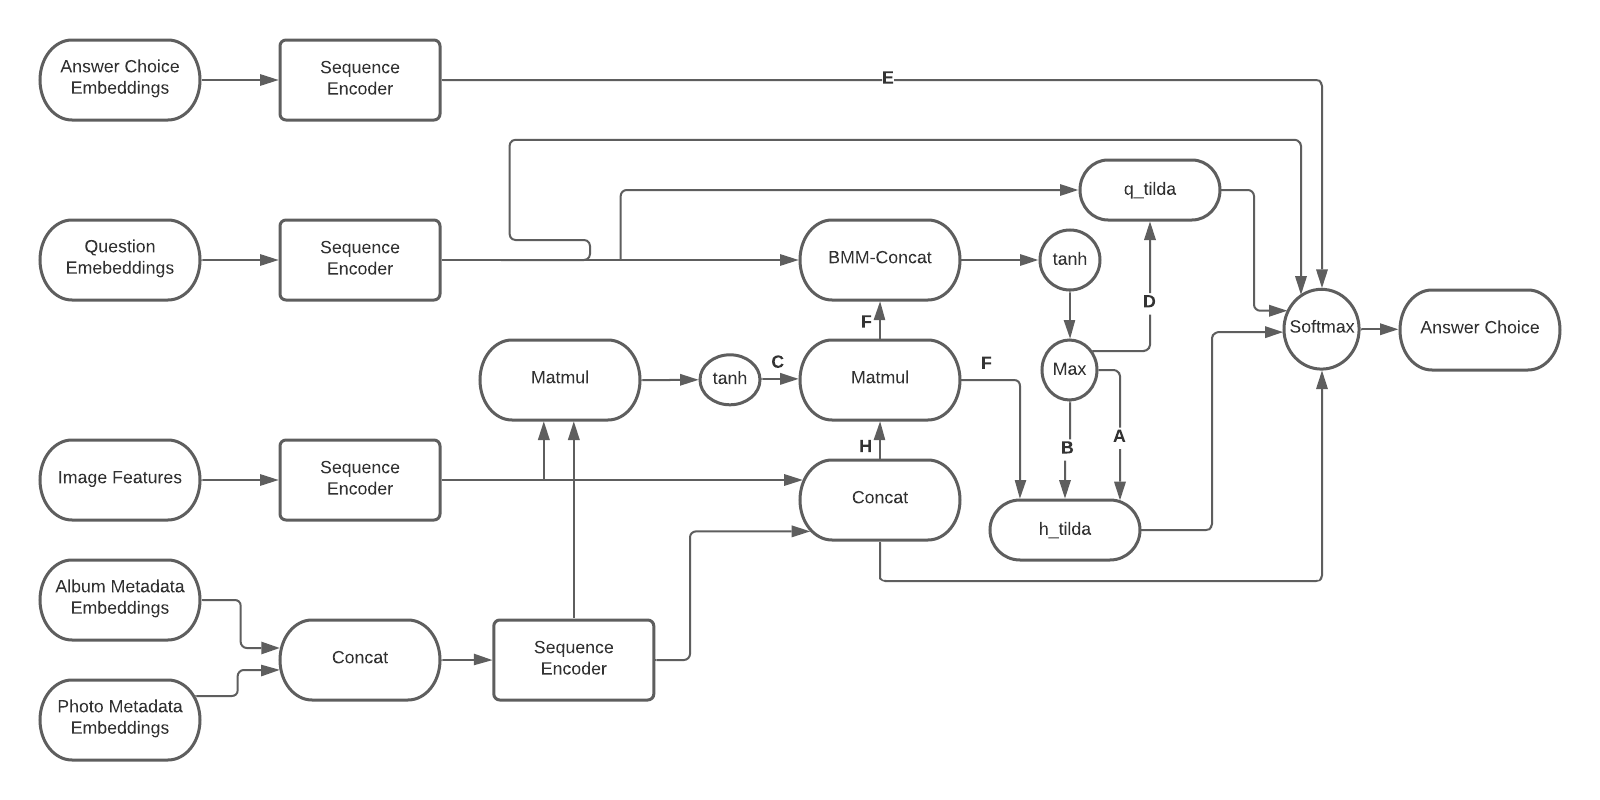 Answer Choice
Embeddings
Sequence
Encoder
E
q_tilda
Question
Emebeddings
Sequence
Encoder
BMM-Concat
tanh
D
F
Softmax
Answer Choice
Matmul
tanh
C
Matmul
F
Max
H
B
A
Image Features
Sequence
Encoder
Concat
h_tilda
Album Metadata
Embeddings
Concat
Sequence
Encoder
Photo Metadata
Embeddings